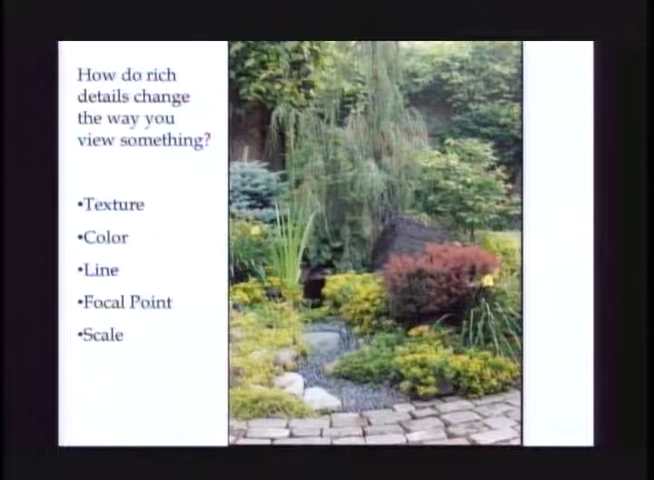 How do rich
details change
the way you
view something?
•Texture
•Color
•Line
•Focal Point
•Scale